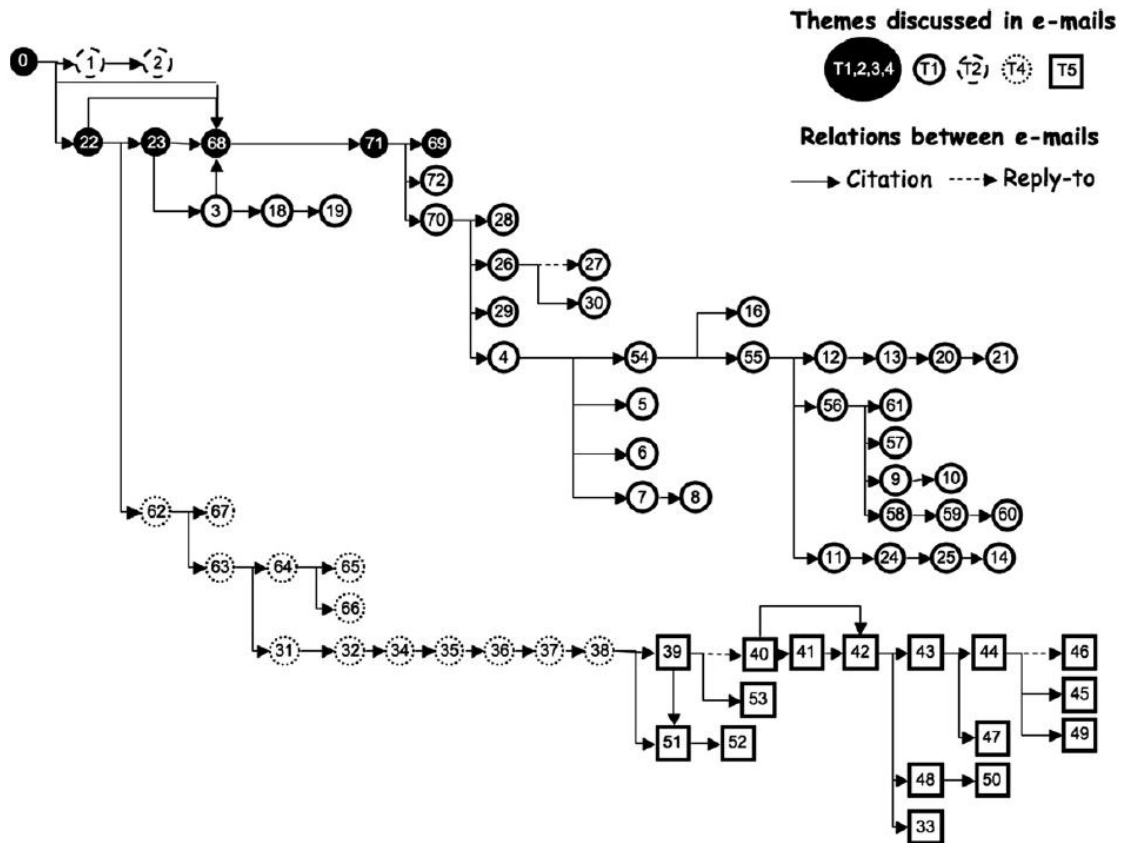 Themes discussed in e-mails
T1,2,3,4 T1 T2 T4 T5
Relations between e-mails
Citation Reply-to
0 1 2
22 23 68 71 69
72
3 18 19 70 28
26 27
30
29 16
4 54 55 12 13 20 21
5 56 61
57
6 9 10
7 8 58 59 60
62 67
11 24 25 14
63 64 65
66
31 32 34 35 36 37 38 39 40 41 42 43 44 46
53 45
51 52 47 49
48 50
33